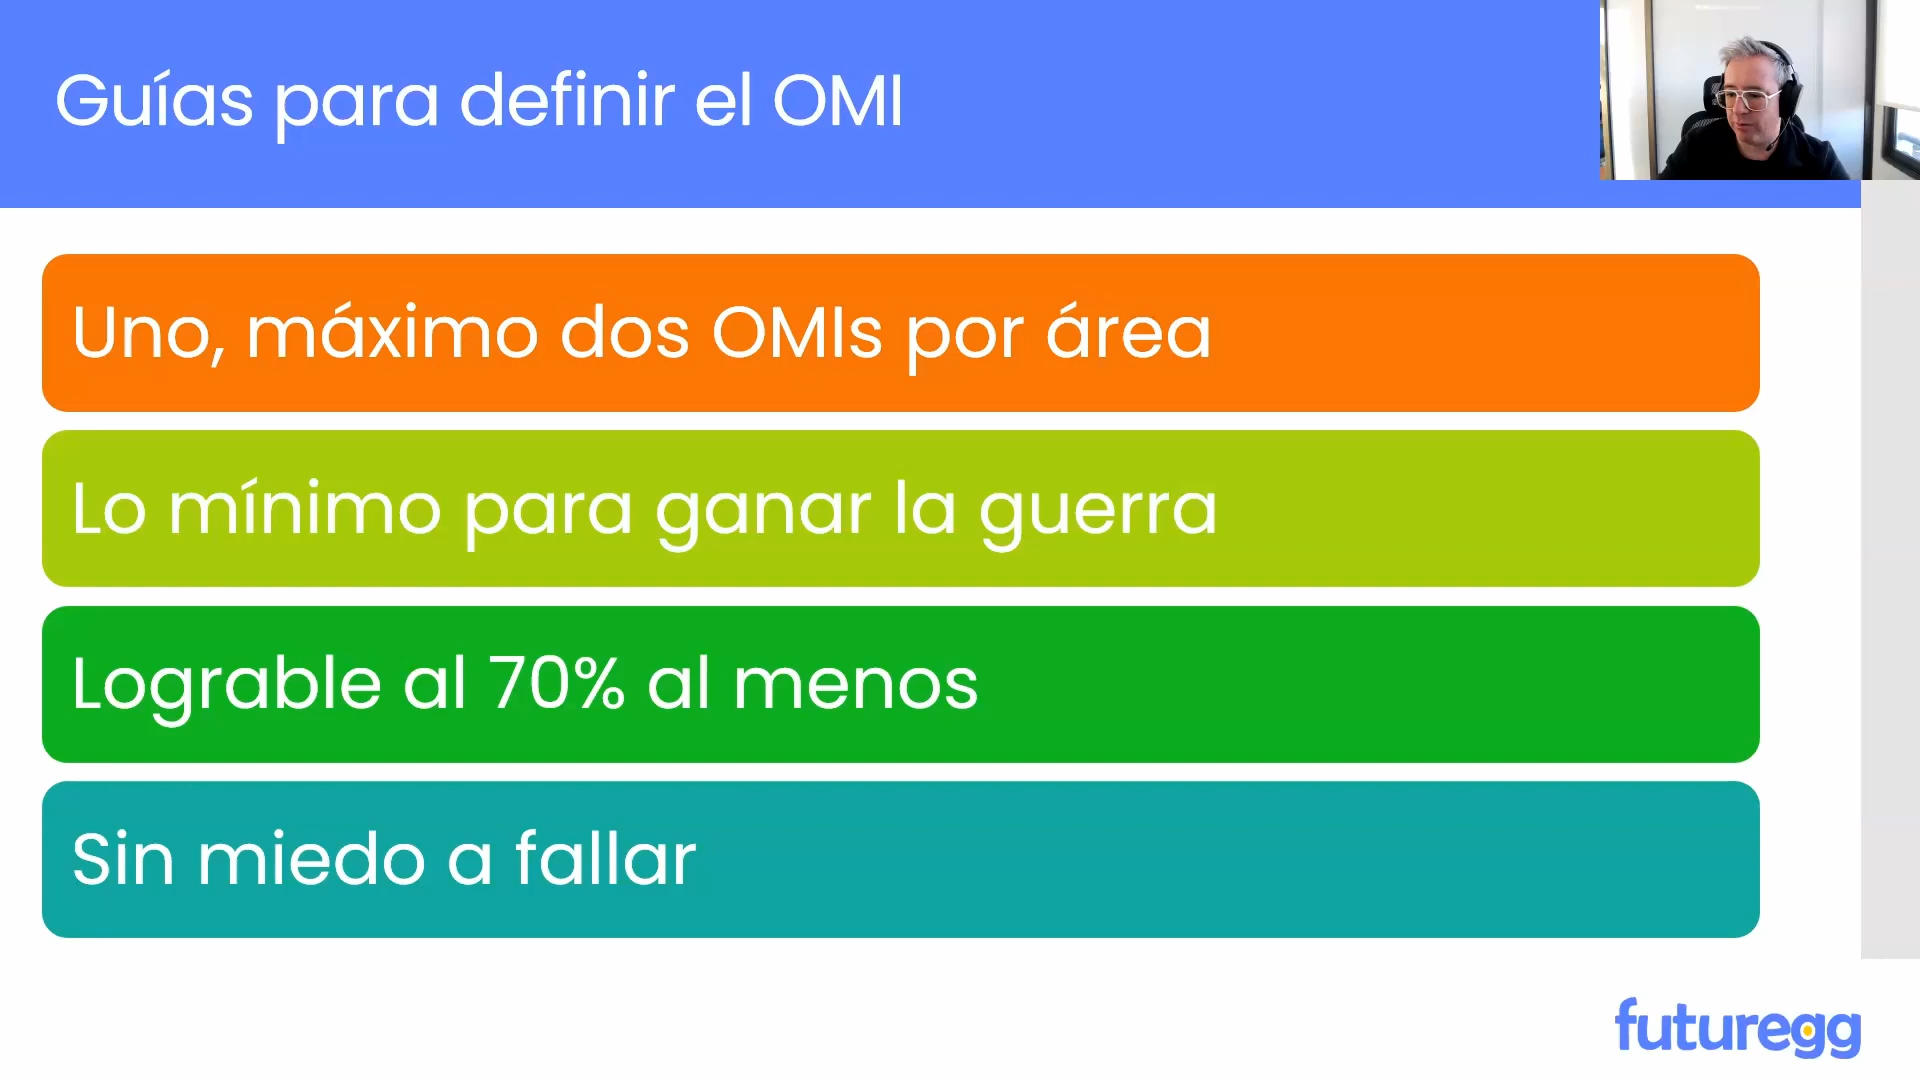 Guías para definir el OMI
Uno, máximo dos OMIs por área
Lo mínimo para ganar la guerra
Lograble al 70% al menos
Sin miedo a fallar
futuregg